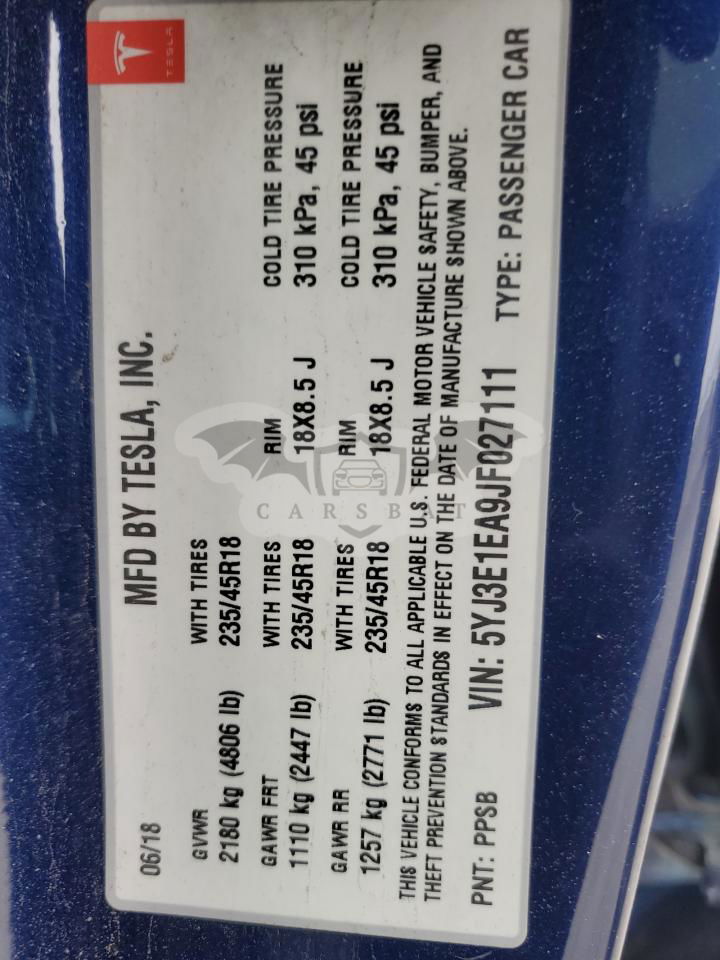 TESLA
06/18 MFD BY TESLA, INC.
GVWR WITH TIRES
2180 kg (4806 lb) 235/45R18
GAWR FRT WITH TIRES RIM COLD TIRE PRESSURE
1110 kg (2447 lb) 235/45R18 18X8.5 J 310 kPa, 45 psi
GAWR RR WITH TIRES RIM COLD TIRE PRESSURE
1257 kg (2771 lb) 235/45R18 18X8.5 J 310 kPa, 45 psi
THIS VEHICLE CONFORMS TO ALL APPLICABLE U.S. FEDERAL MOTOR VEHICLE SAFETY, BUMPER, AND
THEFT PREVENTION STANDARDS IN EFFECT ON THE DATE OF MANUFACTURE SHOWN ABOVE.
PNT: PPSB VIN: 5YJ3E1EA9JF027111 TYPE: PASSENGER CAR
CARSBAT